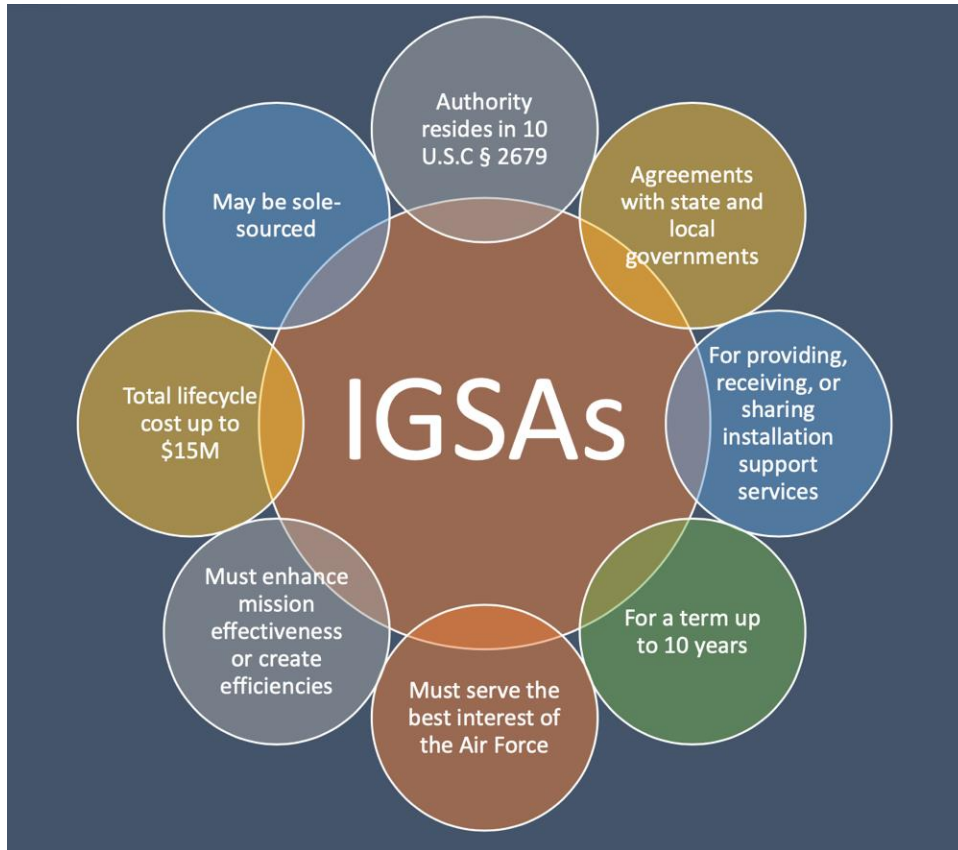 Authority
resides in 10
U.S.C § 2679
Agreements
with state and
local
governments
For providing,
receiving, or
sharing
installation
support
services
For a term up
to 10 years
Must serve the
best interest of
the Air Force
Must enhance
mission
effectiveness
or create
efficiencies
Total lifecycle
cost up to
$15M
May be sole-
sourced
IGSAs